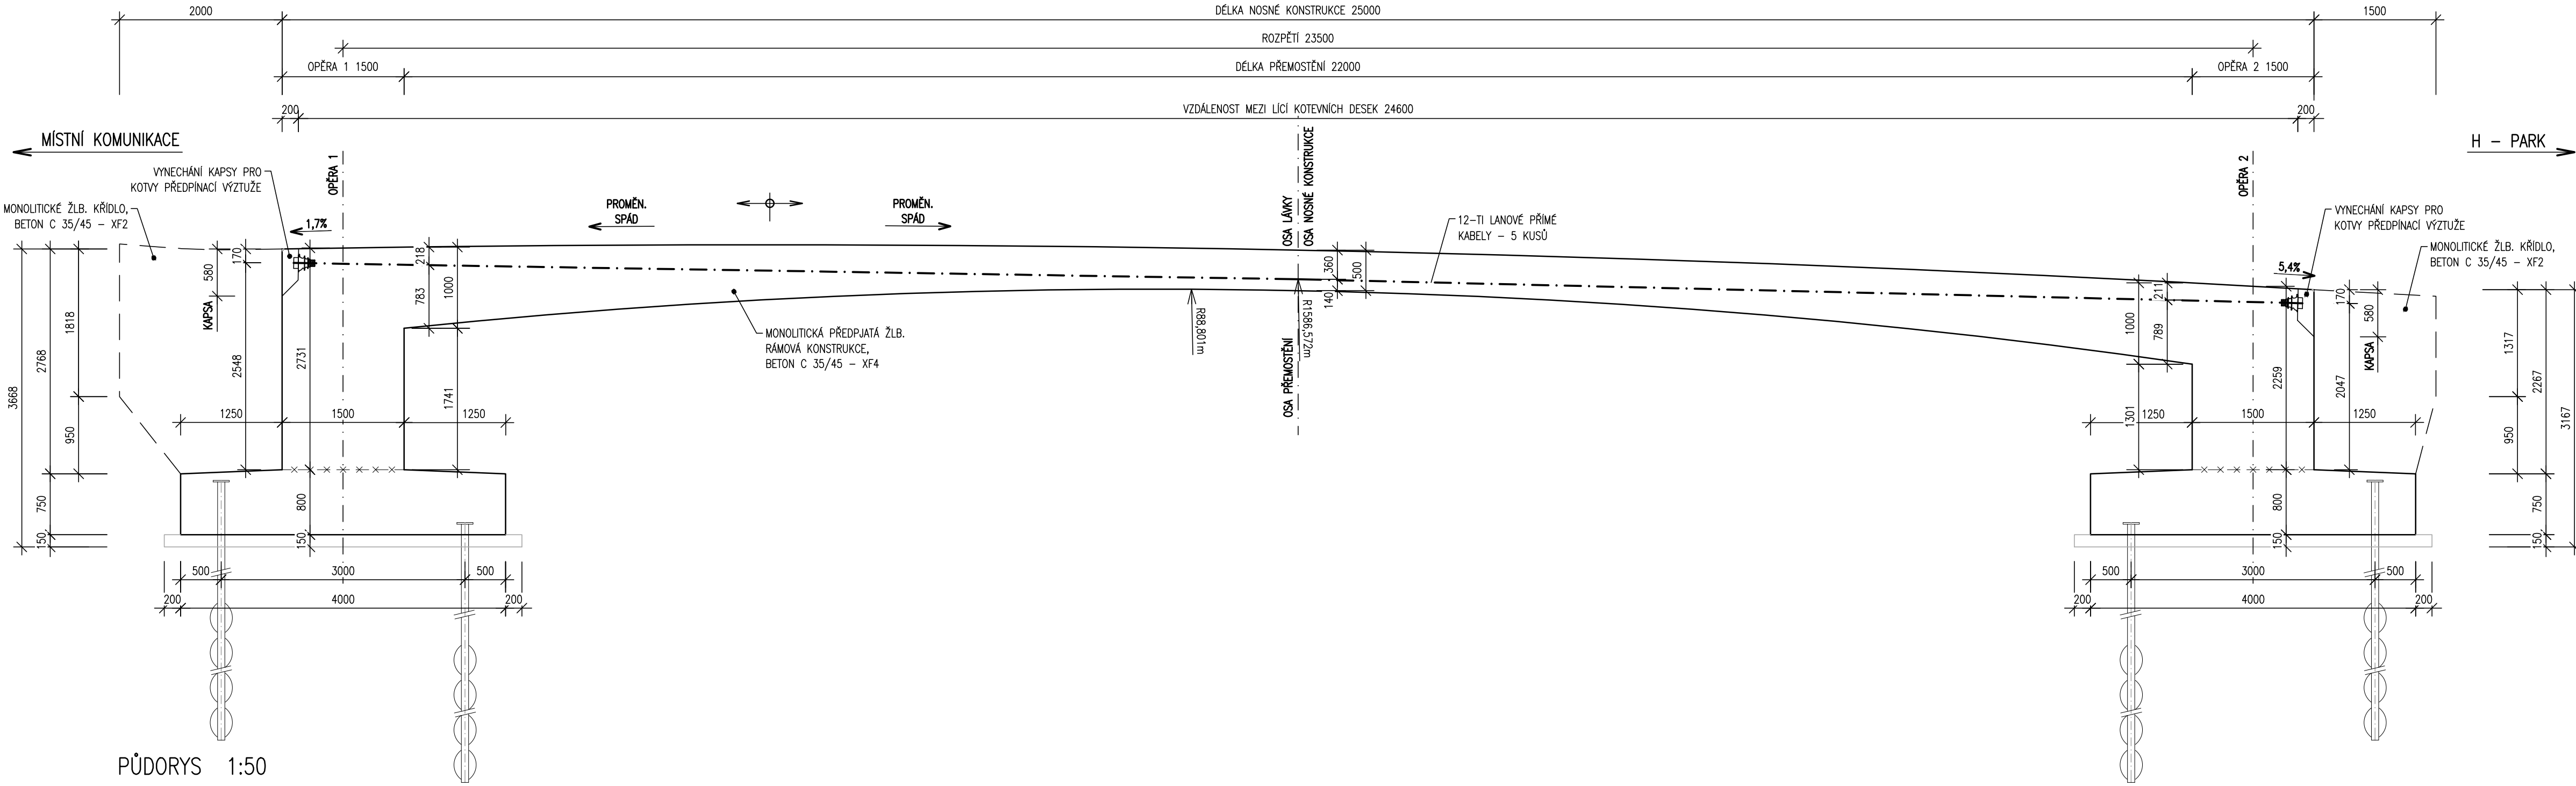 2000
DÉLKA NOSNÉ KONSTRUKCE 25000
1500
ROZPĚTÍ 23500
OPĚRA 1 1500
DÉLKA PŘEMOSTĚNÍ 22000
OPĚRA 2 1500
200
VZDÁLENOST MEZI LÍCÍ KOTEVNÍCH DESEK 24600
200
MÍSTNÍ KOMUNIKACE
H – PARK
VYNECHÁNÍ KAPSY PRO
KOTVY PŘEDPÍNACÍ VÝZTUŽE
MONOLITICKÉ ŽLB. KŘÍDLO,
BETON C 35/45 – XF2
OPĚRA 1
1,7%
PROMĚN.
SPÁD
PROMĚN.
SPÁD
OSA LÁVKY
OSA NOSNÉ KONSTRUKCE
12-TI LANOVÉ PŘÍMÉ
KABELY – 5 KUSŮ
OPĚRA 2
5,4%
VYNECHÁNÍ KAPSY PRO
KOTVY PŘEDPÍNACÍ VÝZTUŽE
MONOLITICKÉ ŽLB. KŘÍDLO,
BETON C 35/45 – XF2
3668
2768
150
750
1818
950
580
KAPSA
170
2548
2731
800
150
218
783
1000
1741
MONOLITICKÁ PŘEDPJATÁ ŽLB.
RÁMOVÁ KONSTRUKCE,
BETON C 35/45 – XF4
R88,801m
R1586,572m
OSA PŘEMOSTĚNÍ
360
140
500
1000
1301
211
789
2259
800
150
170
2047
580
KAPSA
1317
950
2267
750
150
3167
1250
1500
1250
1250
1500
1250
500
3000
500
200
4000
200
500
3000
500
200
4000
200
PŮDORYS 1:50